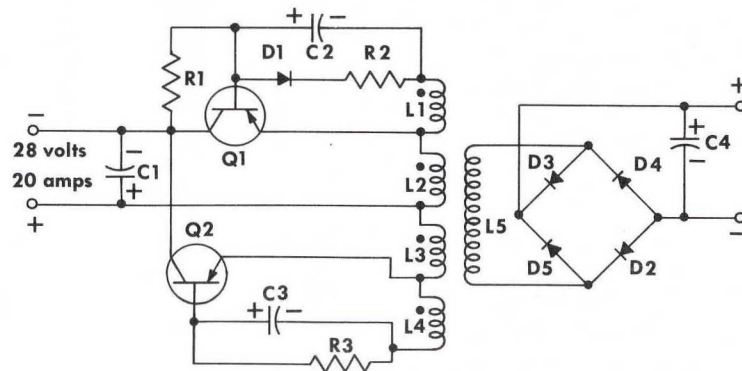 + −
D1 C2 R2
R1
L1
−
28 volts
20 amps
+
− C1 +
Q1
L2
Q2
L3
+ C3 −
L4
R3
L5
D3 D4
D5 D2
+
+ C4 −
−